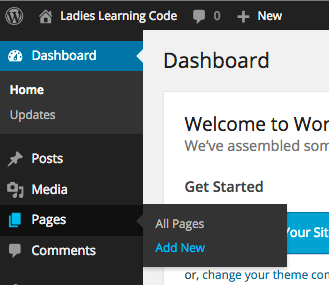 Ladies Learning Code 0 New
Dashboard
Home
Updates
Posts
Media
Pages
Comments
All Pages
Add New
Dashboard
Welcome to Wor
We've assembled som
Get Started
Your Sit
or, change your theme com